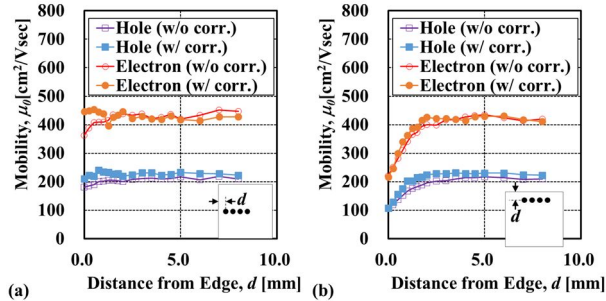 (a)
800
700
600
500
400
300
200
100
0
Mobility, μ0[cm²/Vsec]
Hole (w/o corr.)
Hole (w/ corr.)
Electron (w/o corr.)
Electron (w/ corr.)
d
0.0
5.0
10.0
Distance from Edge, d [mm]
(b)
800
700
600
500
400
300
200
100
0
Mobility, μ0[cm²/Vsec]
Hole (w/o corr.)
Hole (w/ corr.)
Electron (w/o corr.)
Electron (w/ corr.)
d
0.0
5.0
10.0
Distance from Edge, d [mm]